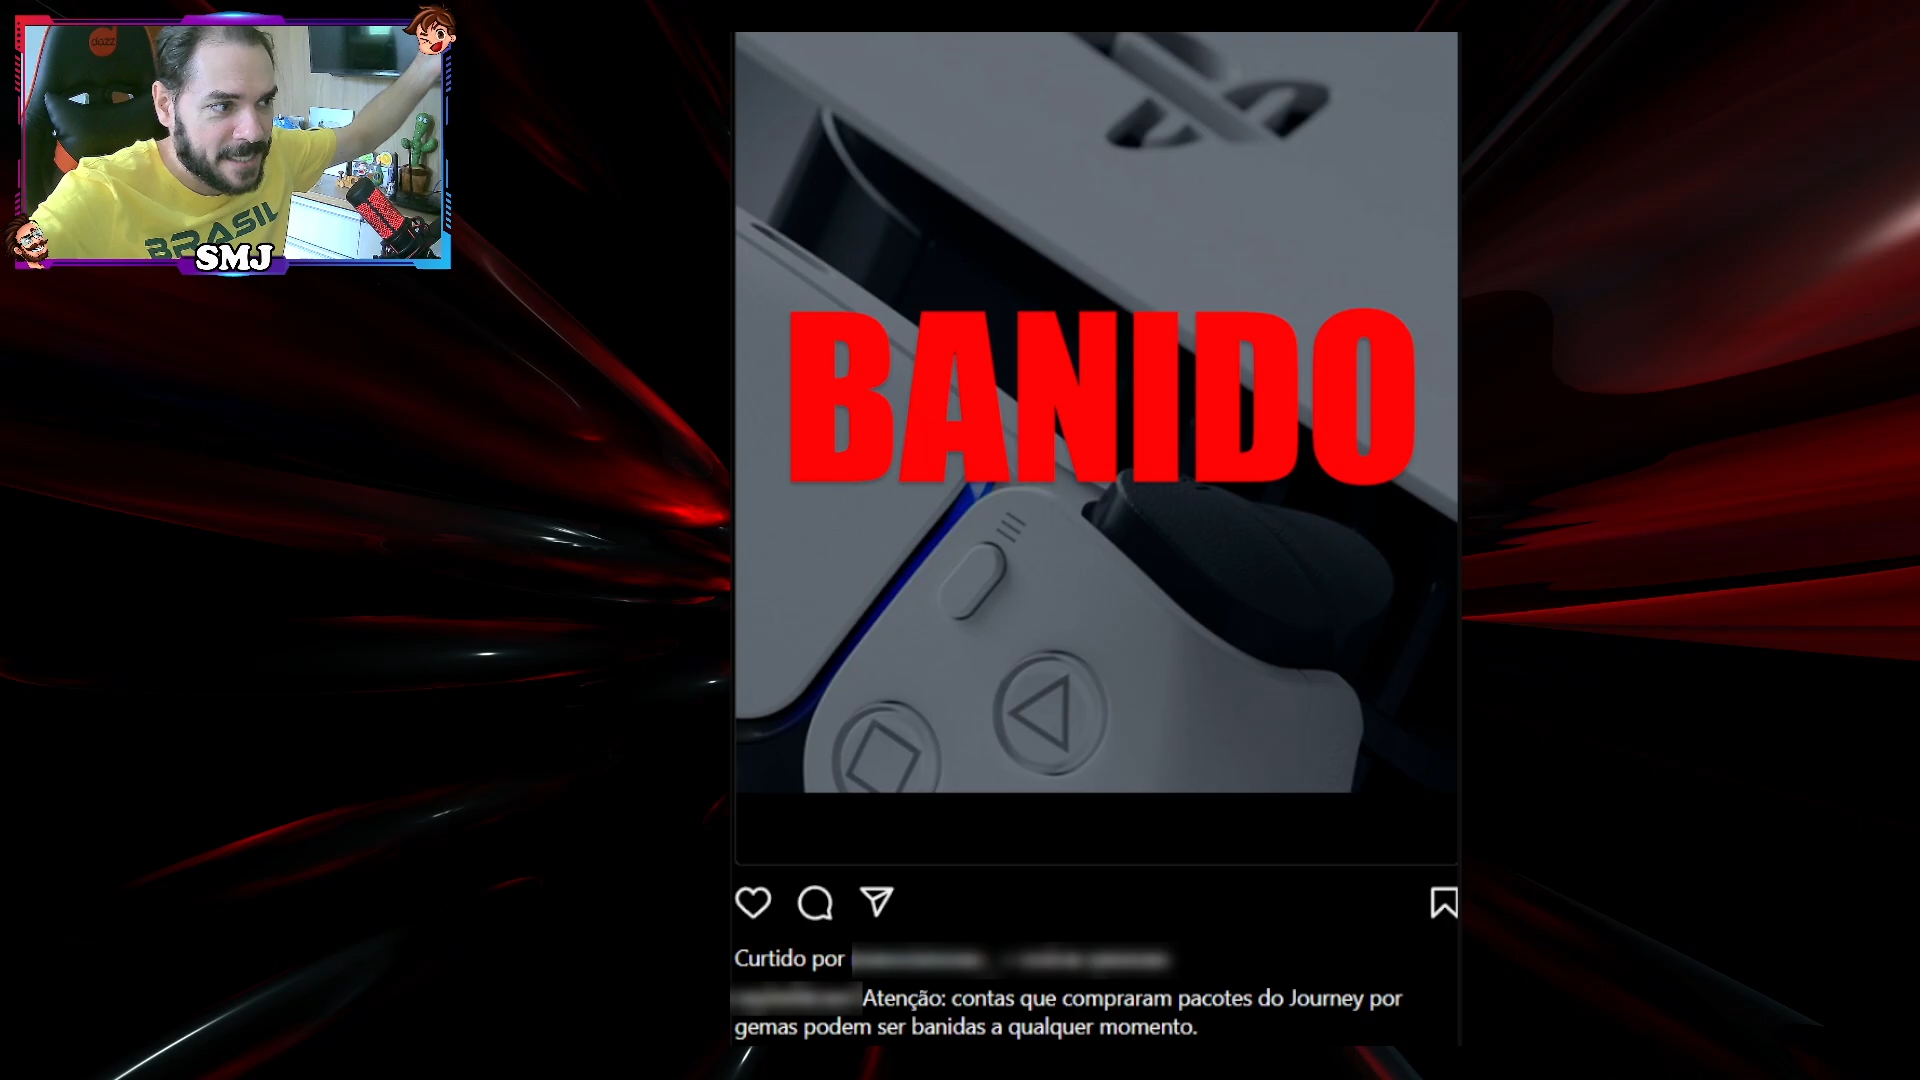 dazz
BRASIL
SMJ
BANIDO
Curtido por
Atenção: contas que compraram pacotes do Journey por
gemas podem ser banidas a qualquer momento.